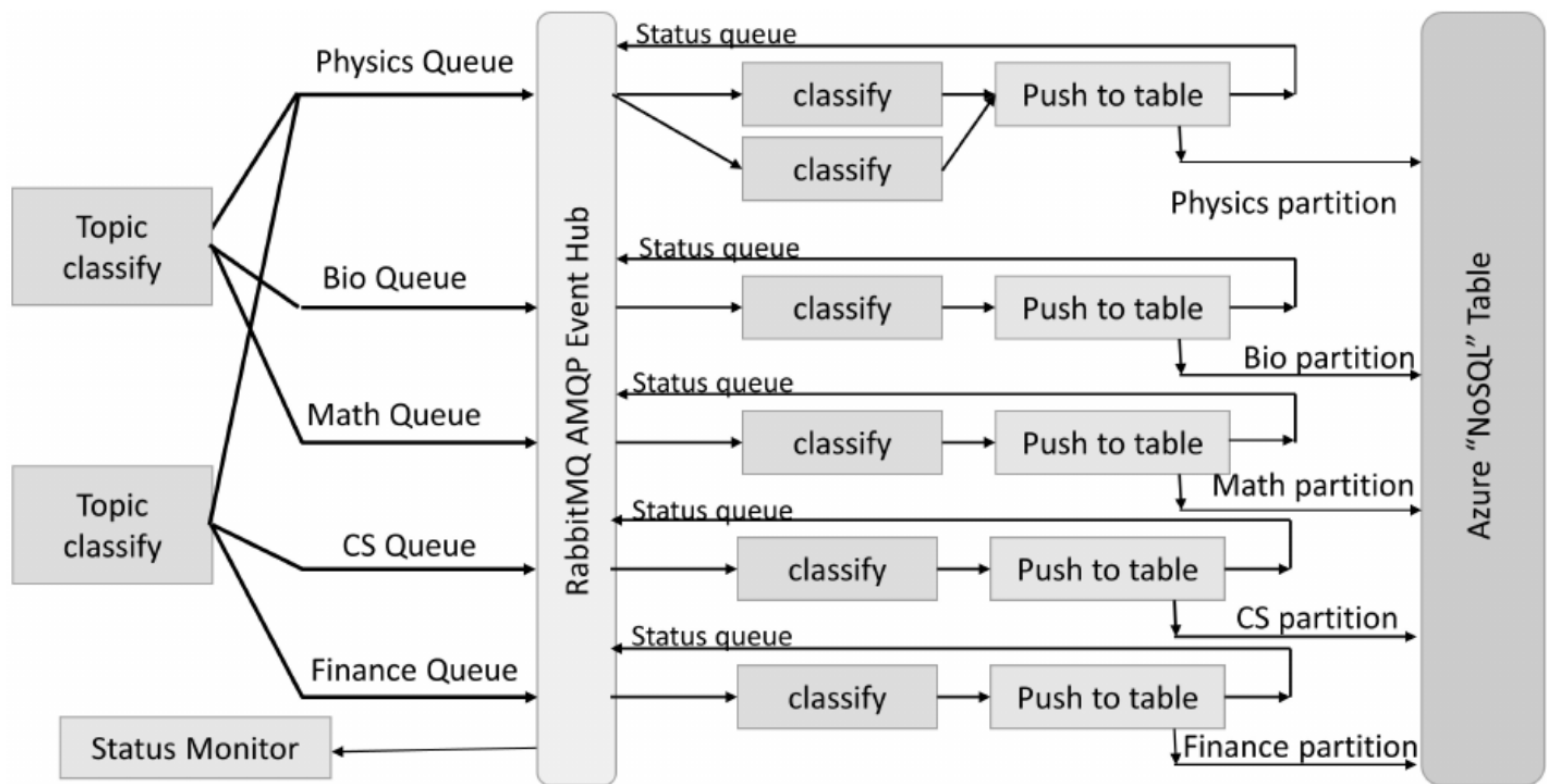 Status queue
Physics Queue
classify
Push to table
classify
Physics partition
Topic
classify
Status queue
Bio Queue
classify
Push to table
Bio partition
Status queue
Math Queue
classify
Push to table
Math partition
Topic
classify
Status queue
CS Queue
classify
Push to table
CS partition
Status queue
Finance Queue
classify
Push to table
Finance partition
Status Monitor
RabbitMQ AMQP Event Hub
Azure “NoSQL” Table